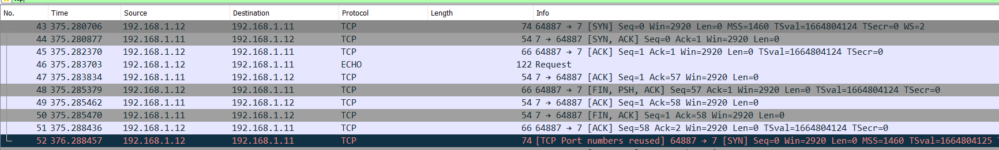 No. Time Source Destination Protocol Length Info
43 375.280706 192.168.1.12 192.168.1.11 TCP 74 64887 → 7 [SYN] Seq=0 Win=2920 Len=0 MSS=1460 TSval=1664804124 TSecr=0 WS=2
44 375.280877 192.168.1.11 192.168.1.12 TCP 54 7 → 64887 [SYN, ACK] Seq=0 Ack=1 Win=2920 Len=0
45 375.282370 192.168.1.12 192.168.1.11 TCP 66 64887 → 7 [ACK] Seq=1 Ack=1 Win=2920 Len=0 TSval=1664804124 TSecr=0
46 375.283703 192.168.1.12 192.168.1.11 ECHO 122 Request
47 375.283834 192.168.1.11 192.168.1.12 TCP 54 7 → 64887 [ACK] Seq=1 Ack=57 Win=2920 Len=0
48 375.285379 192.168.1.12 192.168.1.11 TCP 66 64887 → 7 [FIN, PSH, ACK] Seq=57 Ack=1 Win=2920 Len=0 TSval=1664804124 TSecr=0
49 375.285462 192.168.1.11 192.168.1.12 TCP 54 7 → 64887 [ACK] Seq=1 Ack=58 Win=2920 Len=0
50 375.285470 192.168.1.11 192.168.1.12 TCP 54 7 → 64887 [FIN, ACK] Seq=1 Ack=58 Win=2920 Len=0
51 375.288436 192.168.1.12 192.168.1.11 TCP 66 64887 → 7 [ACK] Seq=58 Ack=2 Win=2920 Len=0 TSval=1664804124 TSecr=0
52 376.288457 192.168.1.12 192.168.1.11 TCP 74 [TCP Port numbers reused] 64887 → 7 [SYN] Seq=0 Win=2920 Len=0 MSS=1460 TSval=1664804125